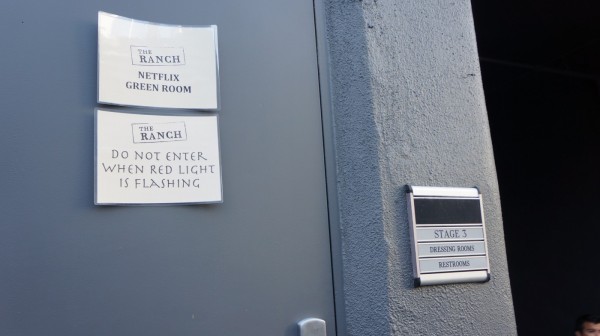 THE
RANCH
NETFLIX
GREEN ROOM
THE
RANCH
DO NOT ENTER
WHEN RED LIGHT
IS FLASHING
STAGE 3
DRESSING ROOMS
RESTROOMS